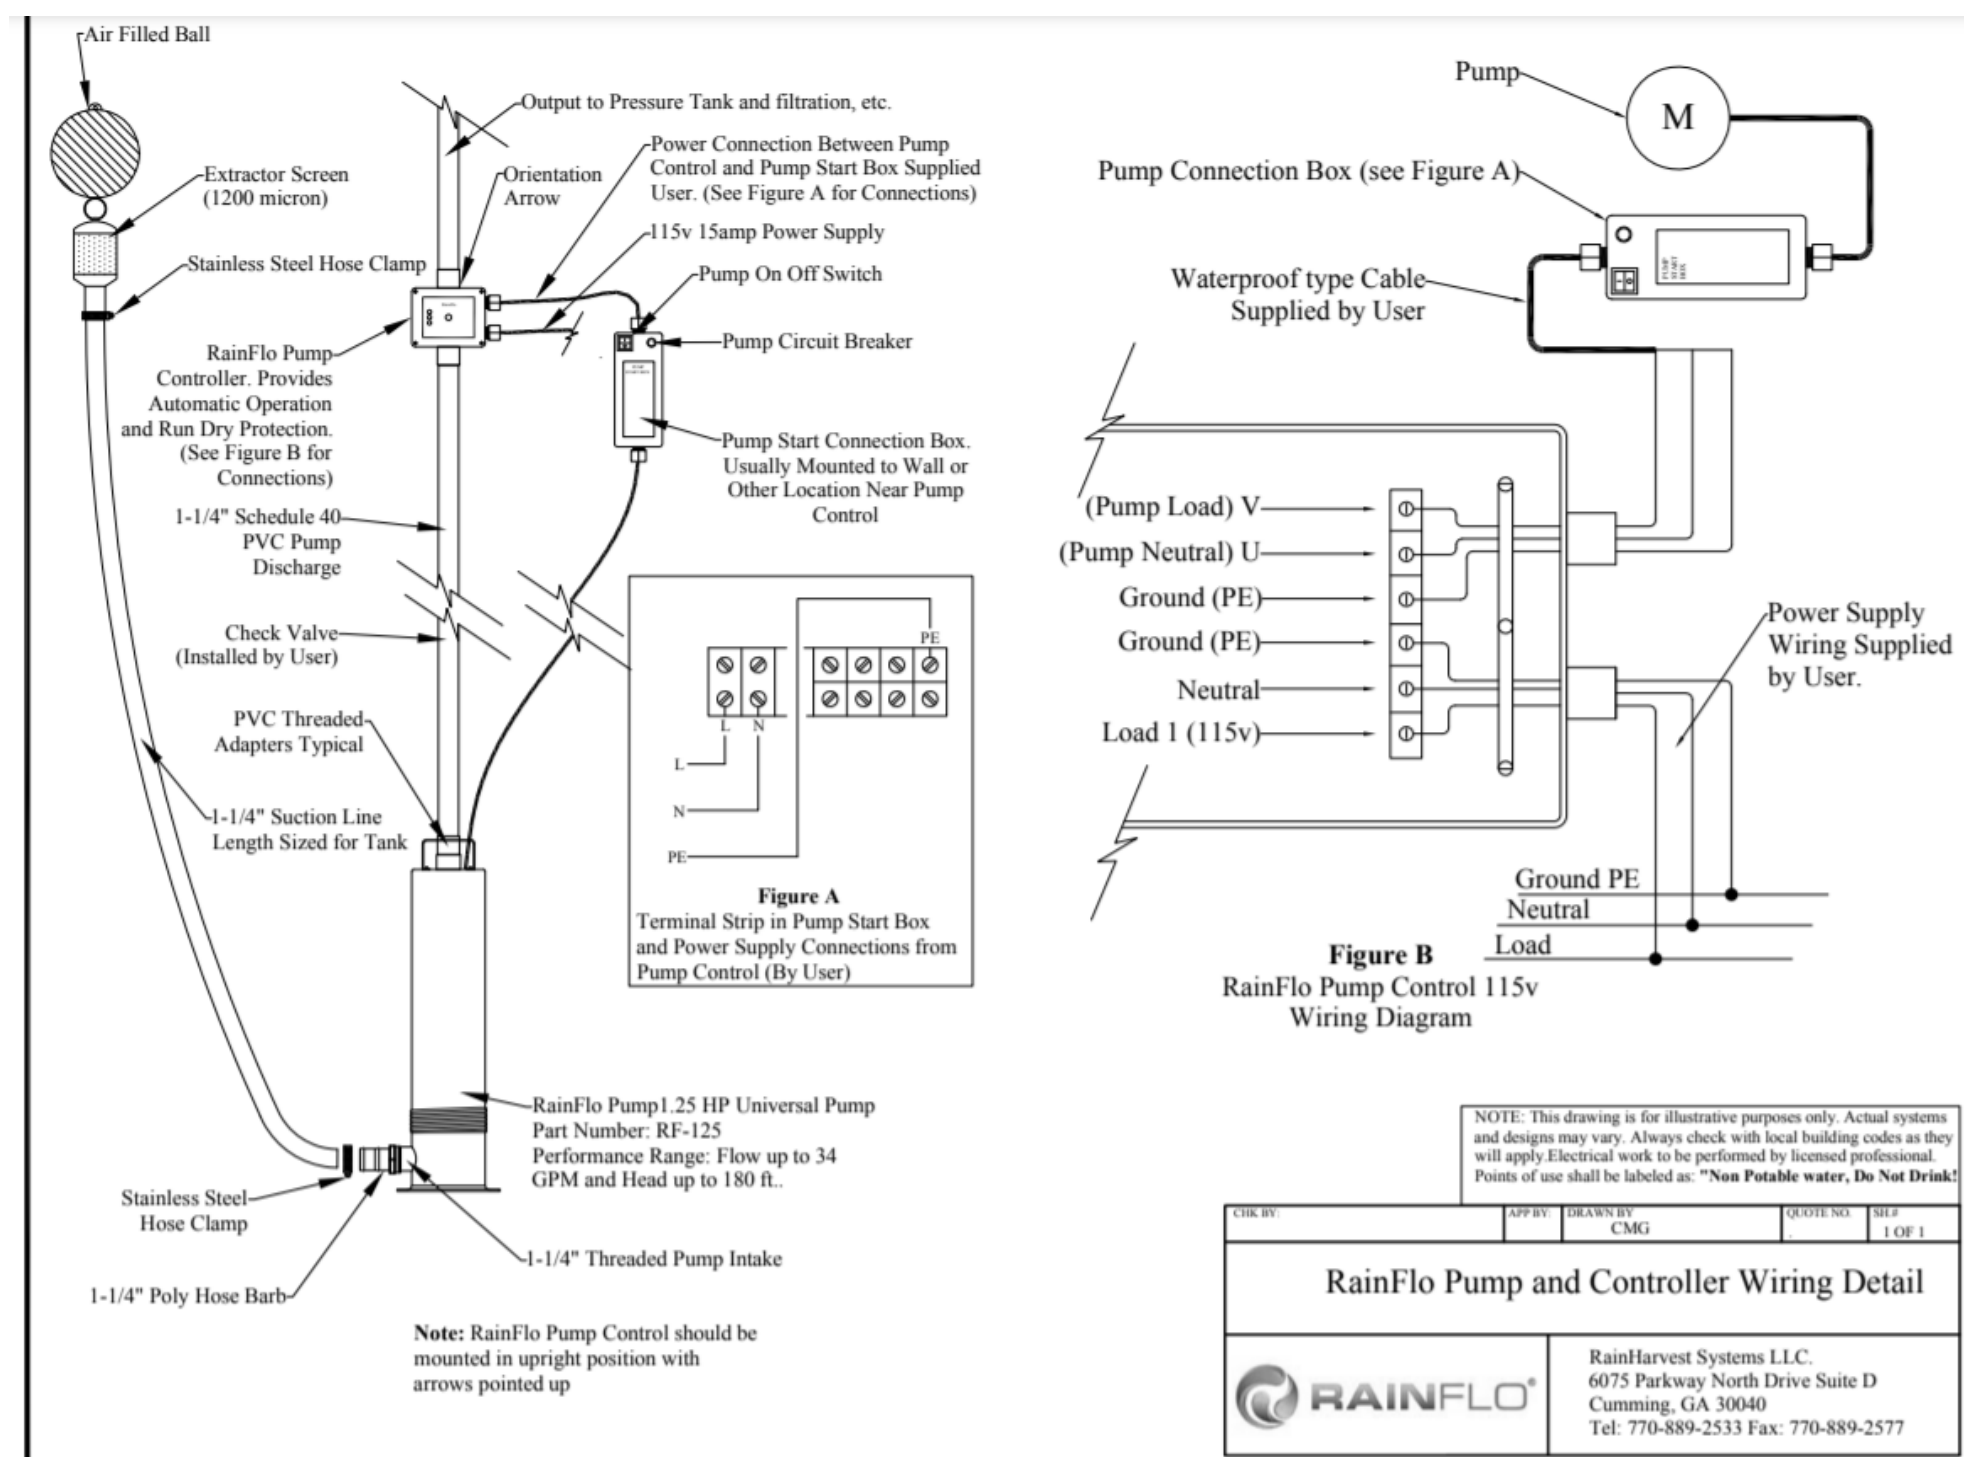 Air Filled Ball
Extractor Screen
(1200 micron)
Stainless Steel Hose Clamp
RainFlo Pump
Controller. Provides
Automatic Operation
and Run Dry Protection.
(See Figure B for
Connections)
1-1/4" Schedule 40
PVC Pump
Discharge
Check Valve
(Installed by User)
PVC Threaded
Adapters Typical
1-1/4" Suction Line
Length Sized for Tank
Stainless Steel
Hose Clamp
1-1/4" Poly Hose Barb
Output to Pressure Tank and filtration, etc.
Power Connection Between Pump
Control and Pump Start Box Supplied
User. (See Figure A for Connections)
Orientation
Arrow
115v 15amp Power Supply
Pump On Off Switch
Pump Circuit Breaker
Pump Start Connection Box.
Usually Mounted to Wall or
Other Location Near Pump
Control
PE
L N
L
N
PE
Figure A
Terminal Strip in Pump Start Box
and Power Supply Connections from
Pump Control (By User)
RainFlo Pump1.25 HP Universal Pump
Part Number: RF-125
Performance Range: Flow up to 34
GPM and Head up to 180 ft..
1-1/4" Threaded Pump Intake
Note: RainFlo Pump Control should be
mounted in upright position with
arrows pointed up
Pump
M
Pump Connection Box (see Figure A)
PUMP
START
BOX
Waterproof type Cable
Supplied by User
(Pump Load) V
(Pump Neutral) U
Ground (PE)
Ground (PE)
Neutral
Load 1 (115v)
Power Supply
Wiring Supplied
by User.
Ground PE
Neutral
Load
Figure B
RainFlo Pump Control 115v
Wiring Diagram
NOTE: This drawing is for illustrative purposes only. Actual systems
and designs may vary. Always check with local building codes as they
will apply.Electrical work to be performed by licensed professional.
Points of use shall be labeled as: "Non Potable water, Do Not Drink!
CHK BY: APP BY: DRAWN BY QUOTE NO. SH.#
CMG . 1 OF 1
RainFlo Pump and Controller Wiring Detail
RAINFLO®
RainHarvest Systems LLC.
6075 Parkway North Drive Suite D
Cumming, GA 30040
Tel: 770-889-2533 Fax: 770-889-2577